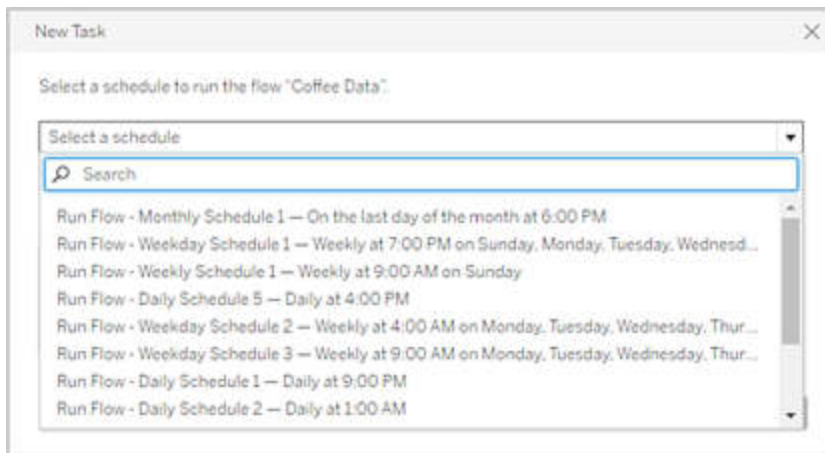 New Task
Select a schedule to run the flow "Coffee Data".
Select a schedule
Search
Run Flow - Monthly Schedule 1 — On the last day of the month at 6:00 PM
Run Flow - Weekday Schedule 1 — Weekly at 7:00 PM on Sunday, Monday, Tuesday, Wednesd...
Run Flow - Weekly Schedule 1 — Weekly at 9:00 AM on Sunday
Run Flow - Daily Schedule 5 — Daily at 4:00 PM
Run Flow - Weekday Schedule 2 — Weekly at 4:00 AM on Monday, Tuesday, Wednesday, Thur...
Run Flow - Weekday Schedule 3 — Weekly at 9:00 AM on Monday, Tuesday, Wednesday, Thur...
Run Flow - Daily Schedule 1 — Daily at 9:00 PM
Run Flow - Daily Schedule 2 — Daily at 1:00 AM